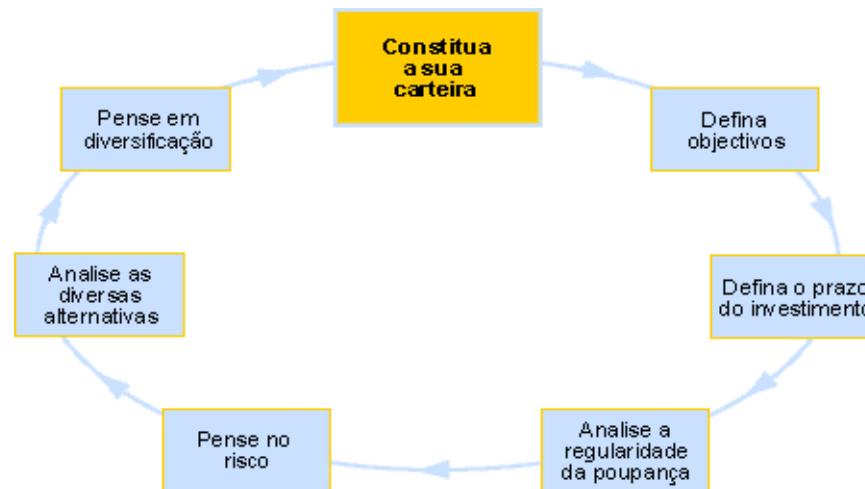 Constitua
a sua
carteira
Defina
objectivos
Defina o prazo
do investimento
Analise a
regularidade
da poupança
Pense no
risco
Analise as
diversas
alternativas
Pense em
diversificação